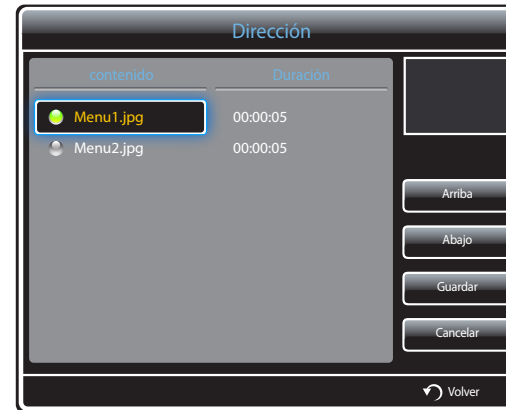 Dirección
contenido Duración
Menu1.jpg 00:00:05
Menu2.jpg 00:00:05
Arriba
Abajo
Guardar
Cancelar
Volver